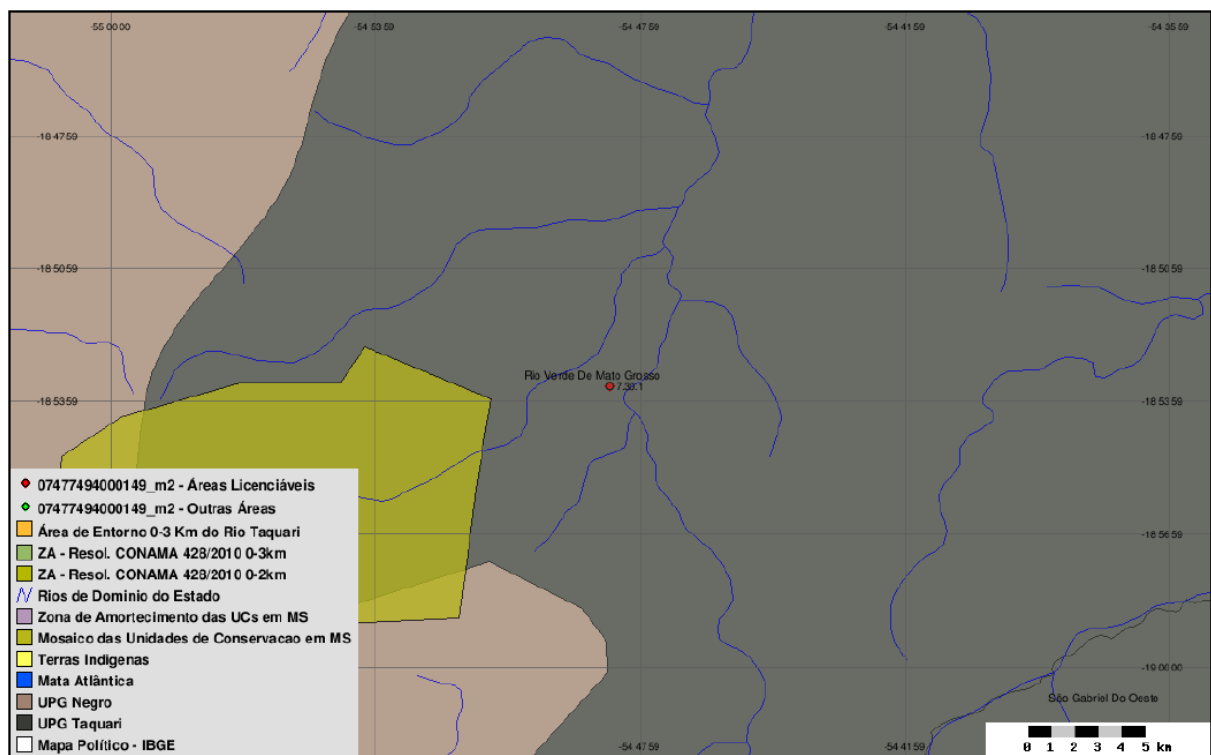 -55 00 00
-54 53 59
-54 47 59
-54 41 59
-54 35 59
-18 47 59
-18 47 59
-18 50 59
-18 50 59
Rio Verde De Mato Grosso
7.39.1
-18 53 59
-18 53 59
07477494000149_m2 - Áreas Licenciáveis
07477494000149_m2 - Outras Áreas
Área de Entorno 0-3 Km do Rio Taquari
-18 56 59
ZA - Resol. CONAMA 428/2010 0-3km
ZA - Resol. CONAMA 428/2010 0-2km
Rios de Dominio do Estado
Zona de Amortecimento das UCs em MS
Mosaico das Unidades de Conservacao em MS
Terras Indigenas
-19 00 00
Mata Atlântica
UPG Negro
São Gabriel Do Oeste
UPG Taquari
Mapa Político - IBGE
-54 47 59
-54 41 59
0 1 2 3 4 5 km